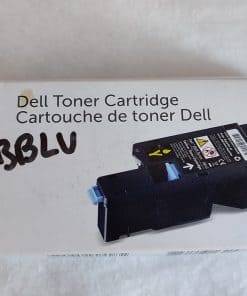 Dell Toner Cartridge
Cartouche de toner Dell
BBLV